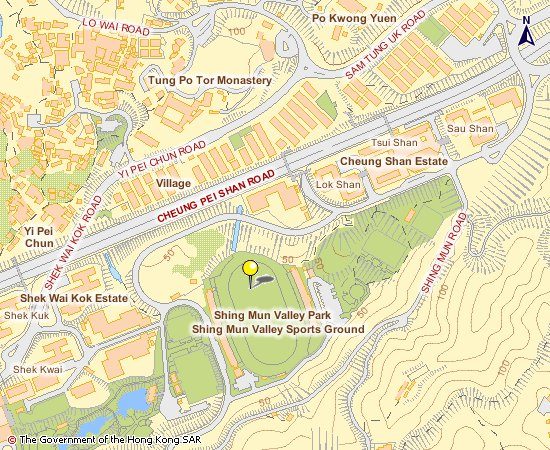 LO WAI ROAD
Po Kwong Yuen
N
SAM TUNG UK ROAD
Tung Po Tor Monastery
YI PEI CHUN ROAD
Tsui Shan
Sau Shan
Cheung Shan Estate
Village
Lok Shan
CHEUNG PEI SHAN ROAD
SHEK WAI KOK ROAD
Yi Pei
Chun
SHING MUN ROAD
50
50
50
50
100
100
100
Shek Wai Kok Estate
Shek Kuk
Shing Mun Valley Park
Shing Mun Valley Sports Ground
Shek Kwai
© The Government of the Hong Kong SAR